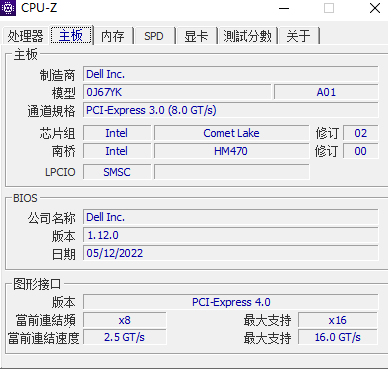 CPU-Z
处理器 主板 内存 SPD 显卡 測試分數 关于
主板
制造商 Dell Inc.
模型 0J67YK A01
通道規格 PCI-Express 3.0 (8.0 GT/s)
芯片组 Intel Comet Lake 修订 02
南桥 Intel HM470 修订 00
LPCIO SMSC
BIOS
公司名称 Dell Inc.
版本 1.12.0
日期 05/12/2022
图形接口
版本 PCI-Express 4.0
當前連結頻 x8 最大支持 x16
當前連結速度 2.5 GT/s 最大支持 16.0 GT/s